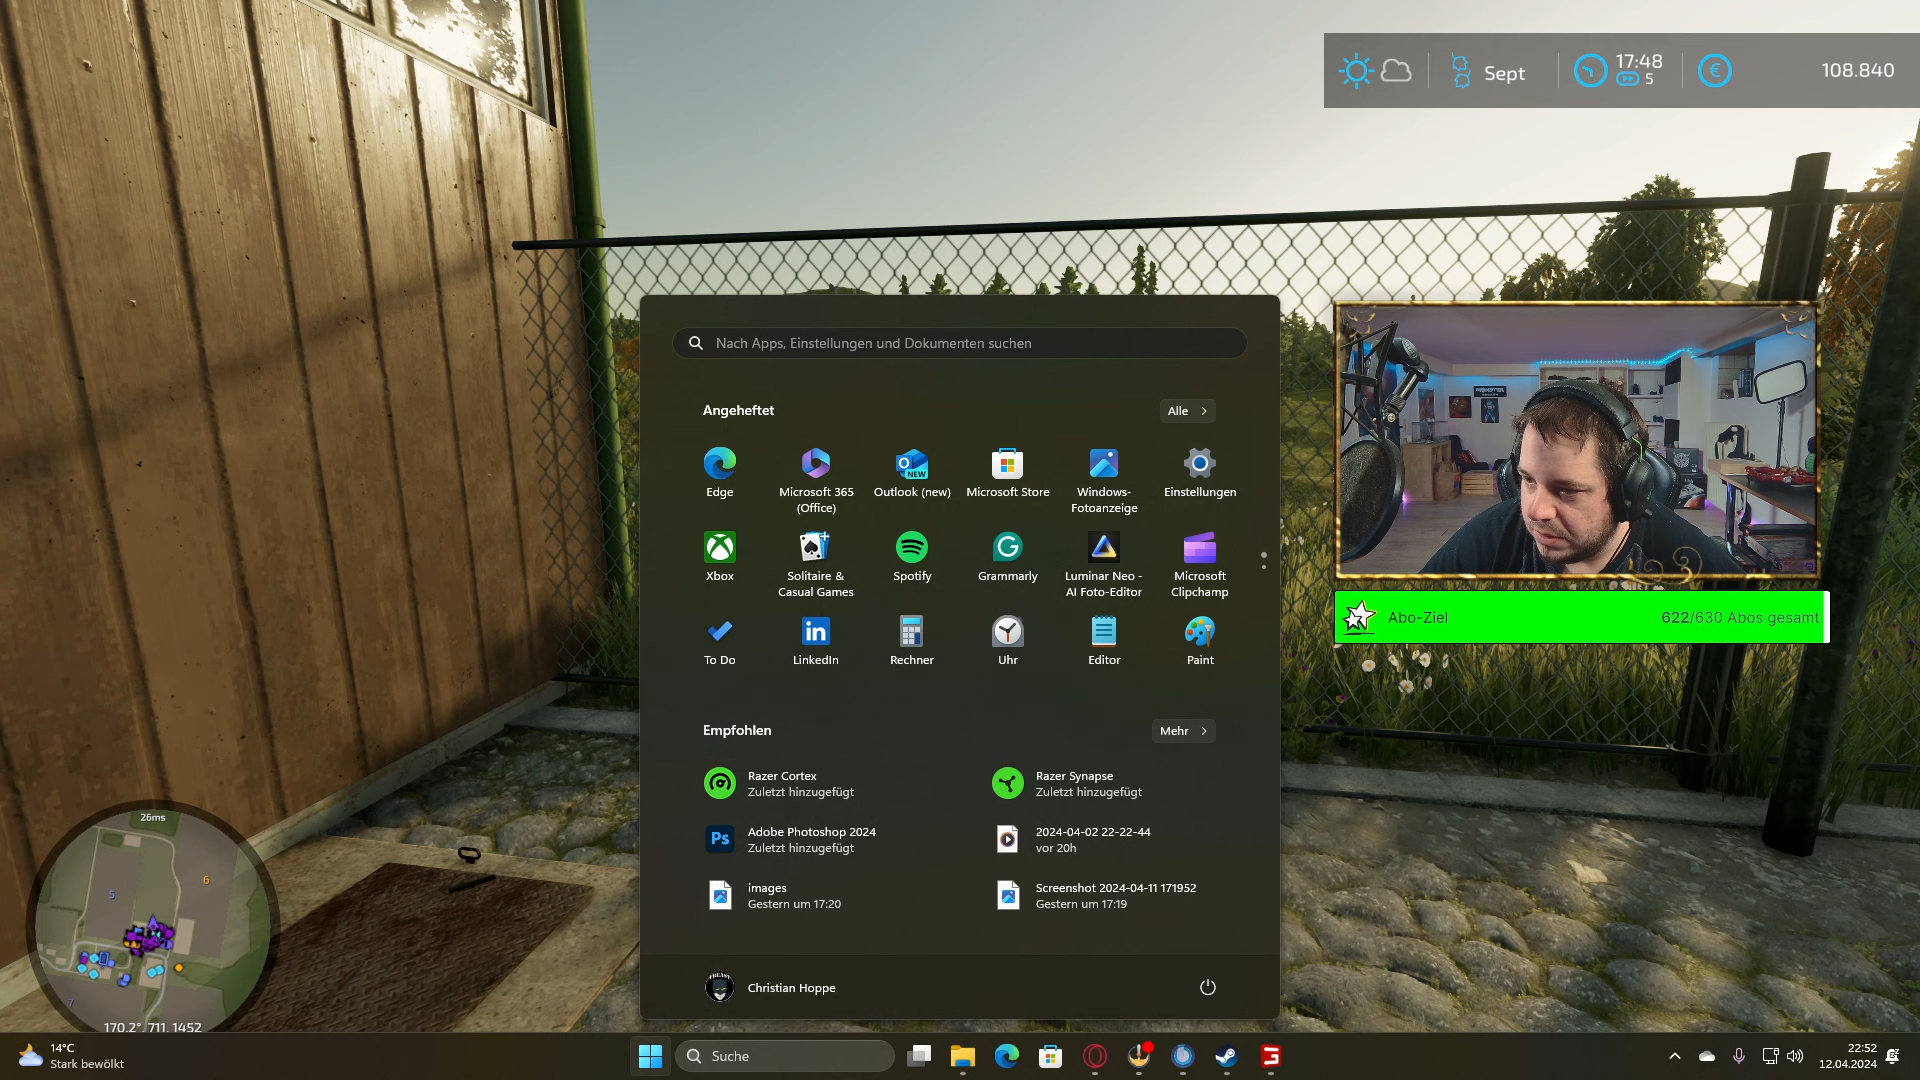 Sept
17:48
5
108.840
Nach Apps, Einstellungen und Dokumenten suchen
Angeheftet
Alle
Edge
Microsoft 365
(Office)
Outlook (new)
Microsoft Store
Windows-
Fotoanzeige
Einstellungen
Xbox
Solitaire &
Casual Games
Spotify
Grammarly
Luminar Neo -
AI Foto-Editor
Microsoft
Clipchamp
To Do
LinkedIn
Rechner
Uhr
Editor
Paint
Abo-Ziel
622/630 Abos gesamt
Empfohlen
Mehr
Razer Cortex
Zuletzt hinzugefügt
Razer Synapse
Zuletzt hinzugefügt
Adobe Photoshop 2024
Zuletzt hinzugefügt
2024-04-02 22-22-44
vor 20h
images
Gestern um 17:20
Screenshot 2024-04-11 171952
Gestern um 17:19
Christian Hoppe
26ms
6
5
7
170.2°, 711, 1452
14°C
Stark bewölkt
Suche
22:52
12.04.2024